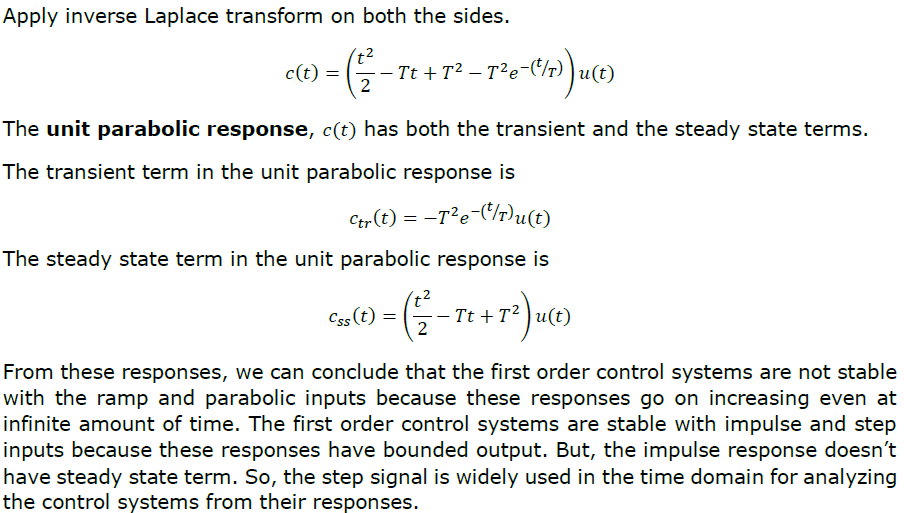 Apply inverse Laplace transform on both the sides.
c(t) = (t²/2 − Tt + T² − T²e^−(t/T)) u(t)
The unit parabolic response, c(t) has both the transient and the steady state terms.
The transient term in the unit parabolic response is
c_tr(t) = −T²e^−(t/T)u(t)
The steady state term in the unit parabolic response is
c_ss(t) = (t²/2 − Tt + T²) u(t)
From these responses, we can conclude that the first order control systems are not stable
with the ramp and parabolic inputs because these responses go on increasing even at
infinite amount of time. The first order control systems are stable with impulse and step
inputs because these responses have bounded output. But, the impulse response doesn't
have steady state term. So, the step signal is widely used in the time domain for analyzing
the control systems from their responses.